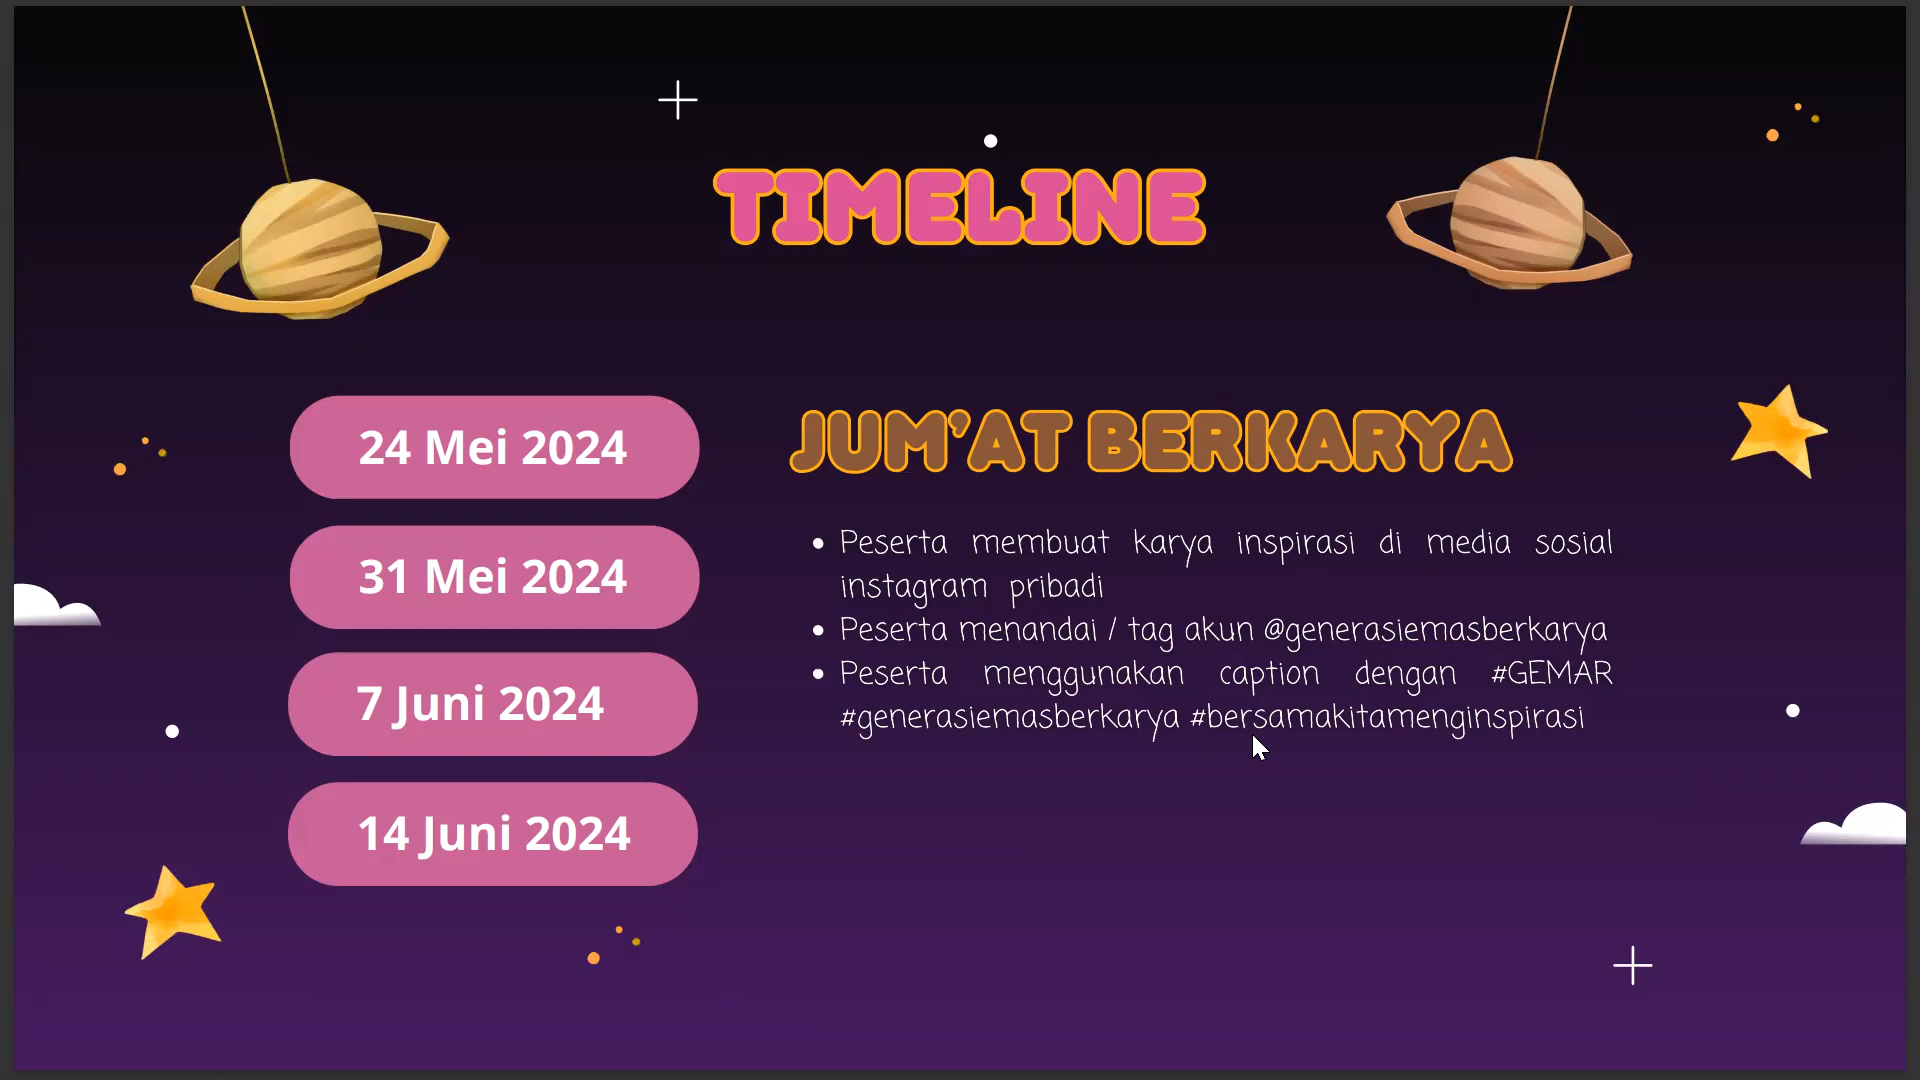 TIMELINE
24 Mei 2024
31 Mei 2024
7 Juni 2024
14 Juni 2024
JUM'AT BERKARYA
• Peserta membuat karya inspirasi di media sosial
instagram pribadi
• Peserta menandai / tag akun @generasiemasberkarya
• Peserta menggunakan caption dengan #GEMAR
#generasiemasberkarya #bersamakitamenginspirasi